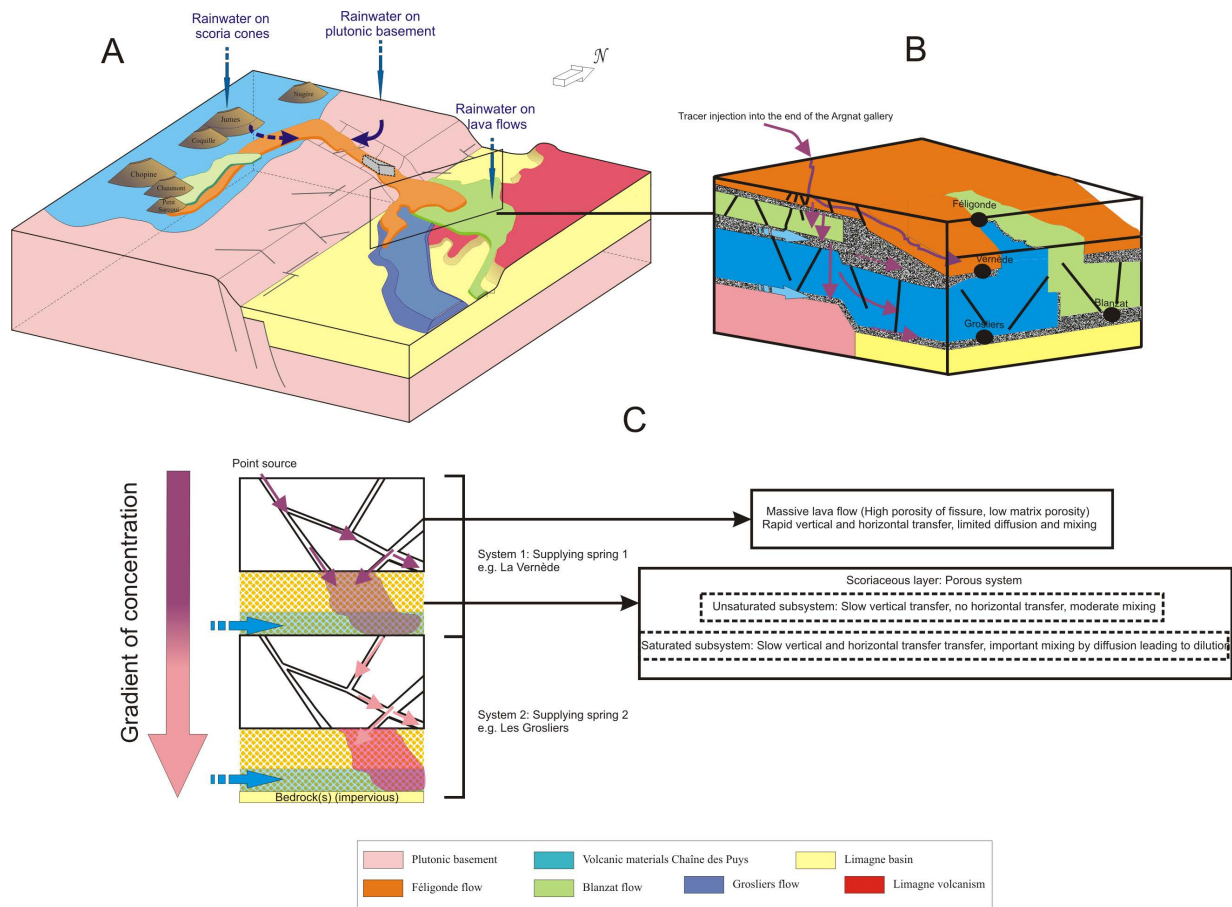 A
Rainwater on
scoria cones
Rainwater on
plutonic basement
N
Rainwater on
lava flows
Nugère
Jumes
Coquille
Chopine
Chaumont
Petit
Sarcoui
B
Tracer injection into the end of the Argnat gallery
Féligonde
Vernède
Blanzat
Grosliers
C
Gradient of concentration
Point source
System 1: Supplying spring 1
e.g. La Vernède
System 2: Supplying spring 2
e.g. Les Grosliers
Bedrock(s) (impervious)
Massive lava flow (High porosity of fissure, low matrix porosity)
Rapid vertical and horizontal transfer, limited diffusion and mixing
Scoriaceous layer: Porous system
Unsaturated subsystem: Slow vertical transfer, no horizontal transfer, moderate mixing
Saturated subsystem: Slow vertical and horizontal transfer transfer, important mixing by diffusion leading to dilution
Plutonic basement
Volcanic materials Chaîne des Puys
Limagne basin
Féligonde flow
Blanzat flow
Grosliers flow
Limagne volcanism